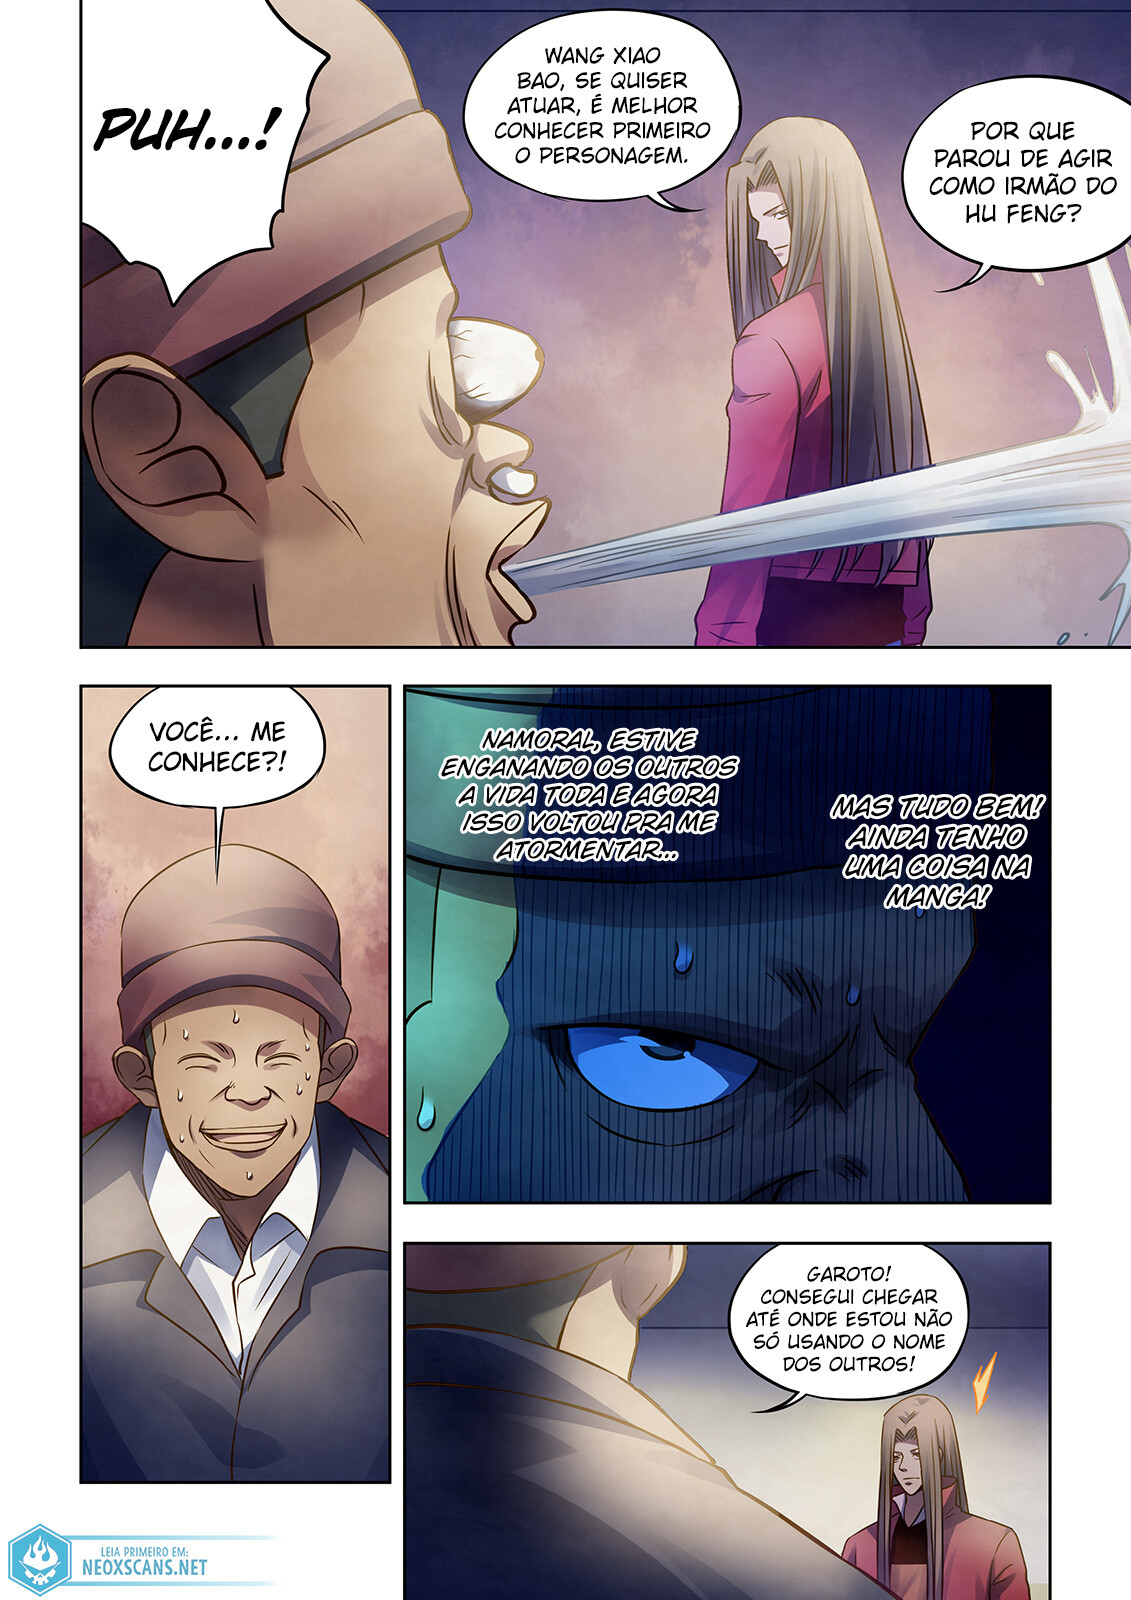 PUH...!
WANG XIAO
BAO, SE QUISER
ATUAR, É MELHOR
CONHECER PRIMEIRO
O PERSONAGEM.
POR QUE
PAROU DE AGIR
COMO IRMÃO DO
HU FENG?
VOCÊ... ME
CONHECE?!
NAMORAL, ESTIVE
ENGANANDO OS OUTROS
A VIDA TODA E AGORA
ISSO VOLTOU PRA ME
ATORMENTAR...
MAS TUDO BEM!
AINDA TENHO
UMA COISA NA
MANGA!
GAROTO!
CONSEGUI CHEGAR
ATÉ ONDE ESTOU NÃO
SÓ USANDO O NOME
DOS OUTROS!
LEIA PRIMEIRO EM:
NEOXSCANS.NET